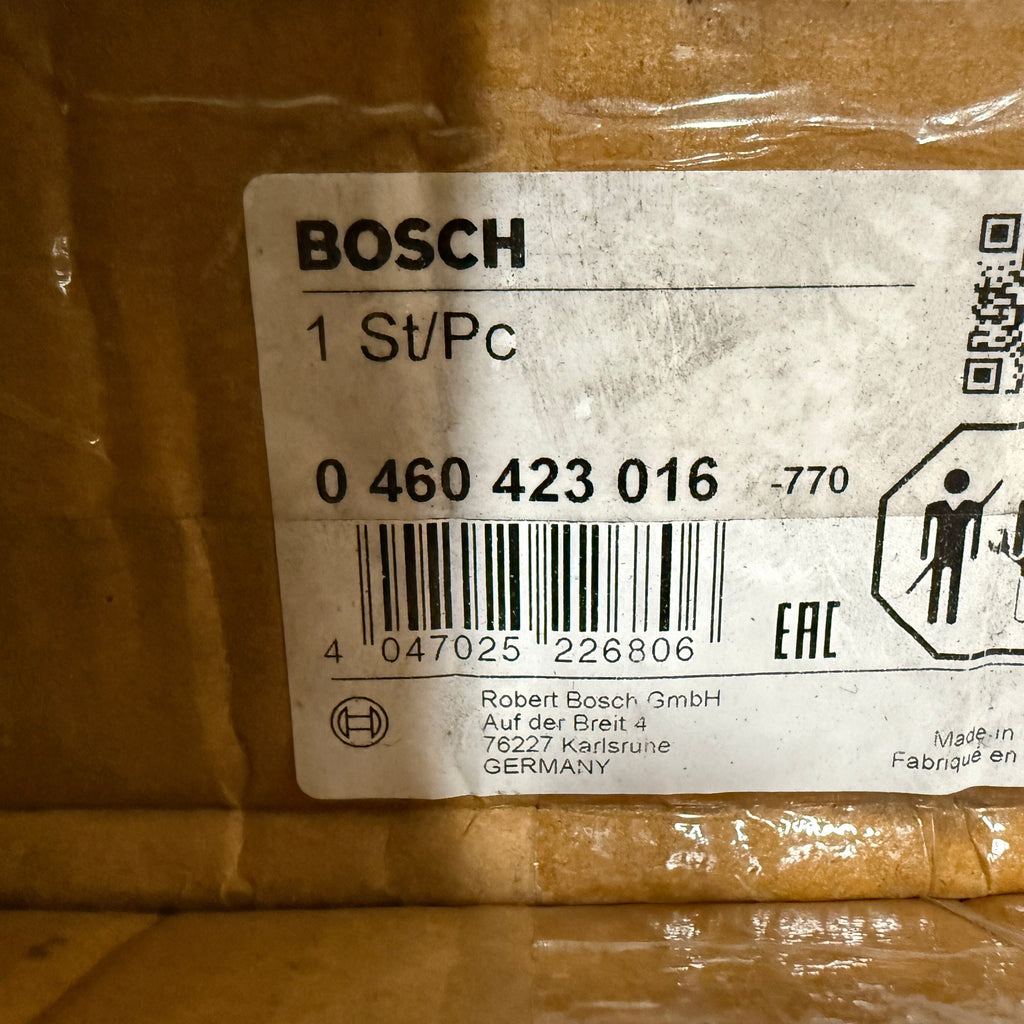 BOSCH
1 St/Pc
0 460 423 016 -770
4 047025 226806
EAC
Robert Bosch GmbH
Auf der Breit 4
76227 Karlsruhe
GERMANY
Made in
Fabriqué en